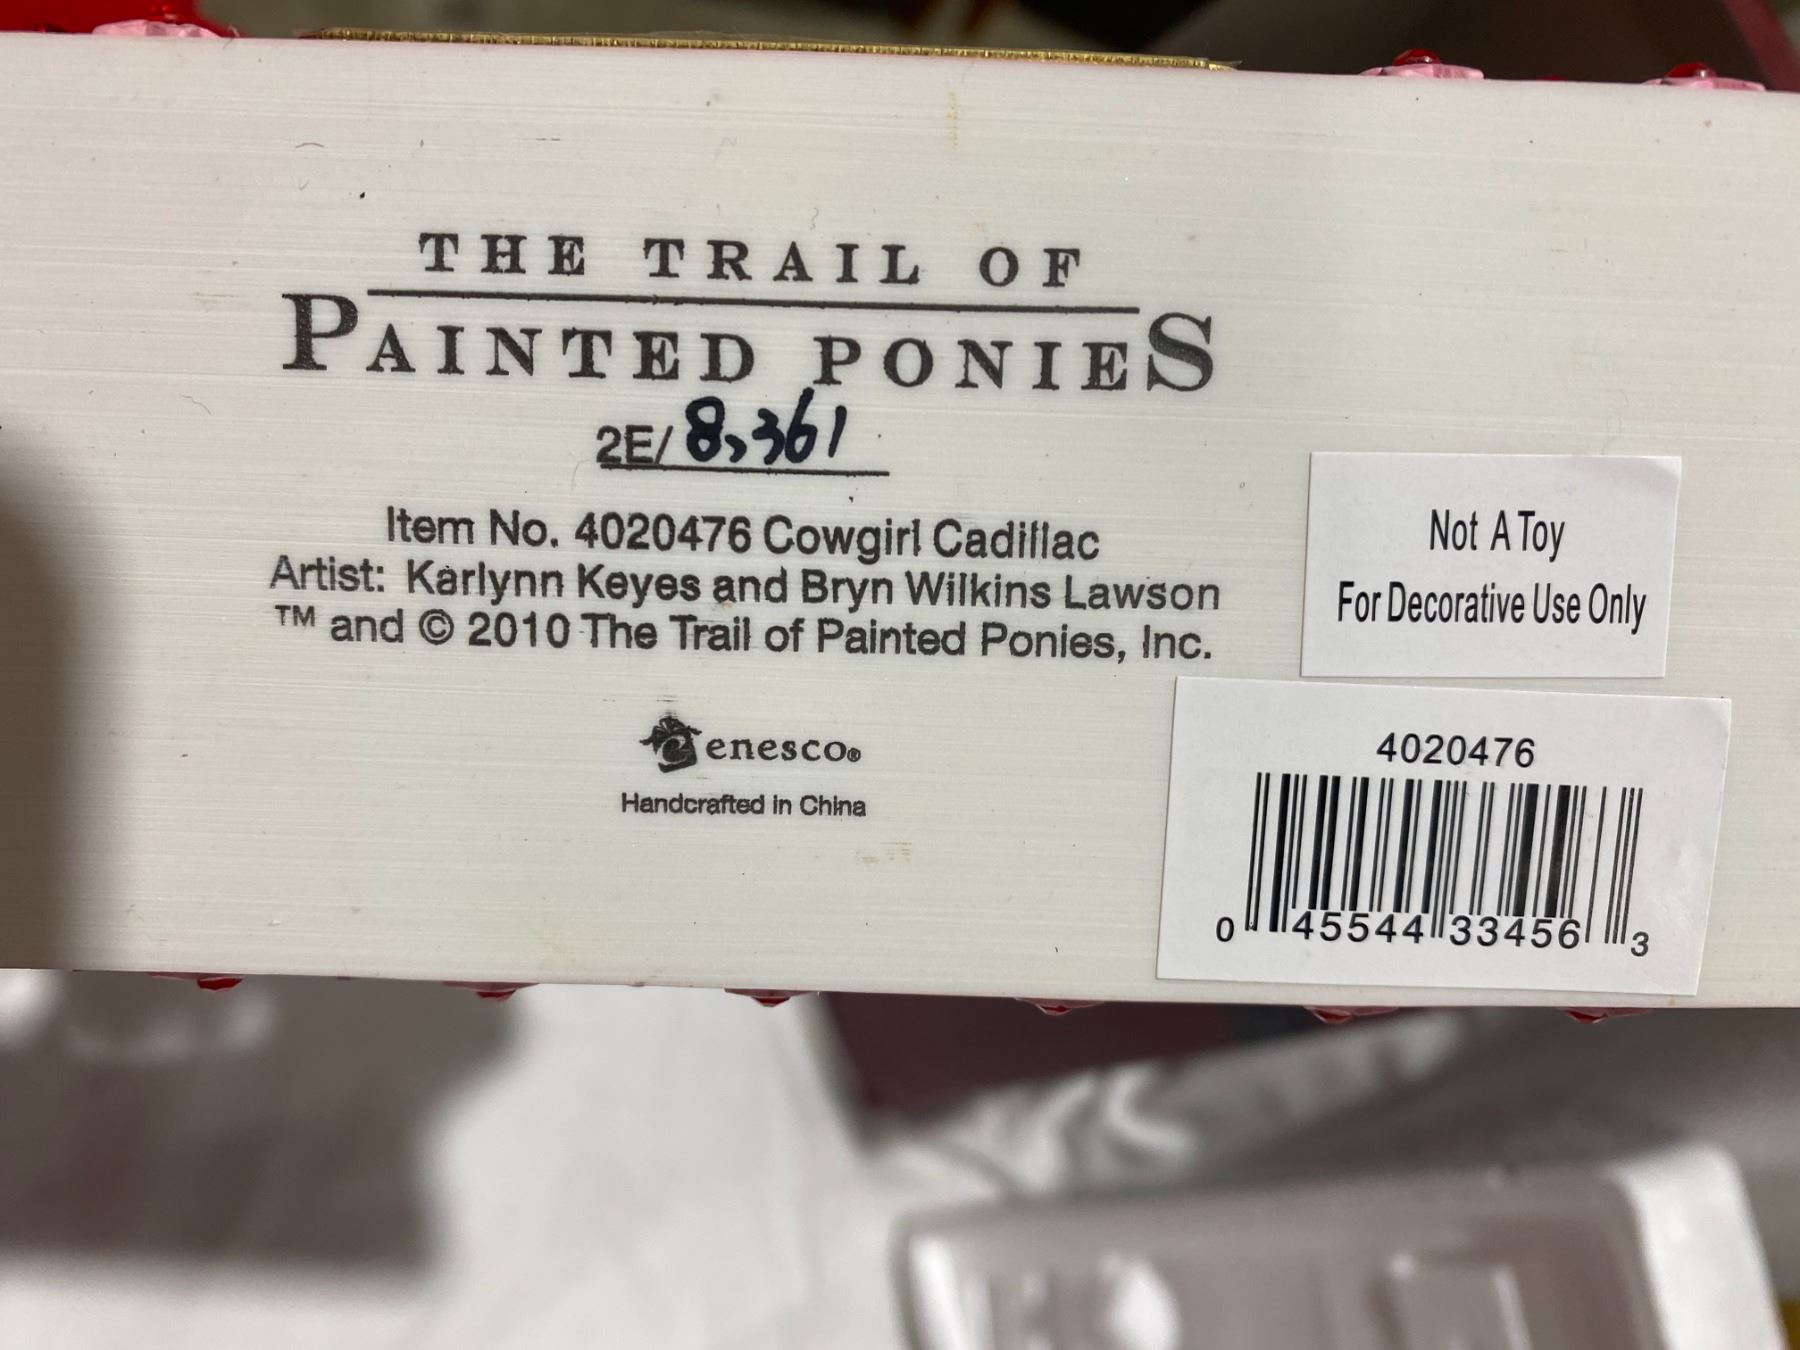 THE TRAIL OF
PAINTED PONIES
2E/ 8,361
Item No. 4020476 Cowgirl Cadillac
Artist: Karlynn Keyes and Bryn Wilkins Lawson
™ and © 2010 The Trail of Painted Ponies, Inc.
enesco®
Handcrafted in China
Not A Toy
For Decorative Use Only
4020476
0 45544 33456 3